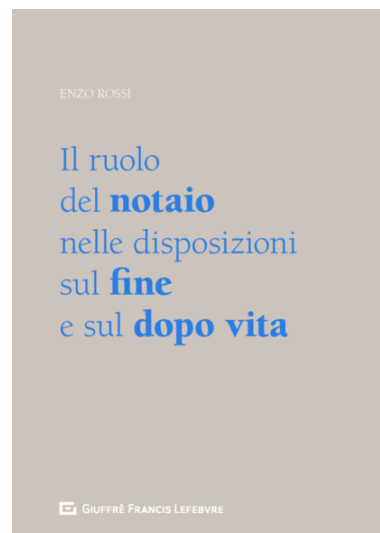 ENZO ROSSI
Il ruolo
del notaio
nelle disposizioni
sul fine
e sul dopo vita
GIUFFRÈ FRANCIS LEFEBVRE